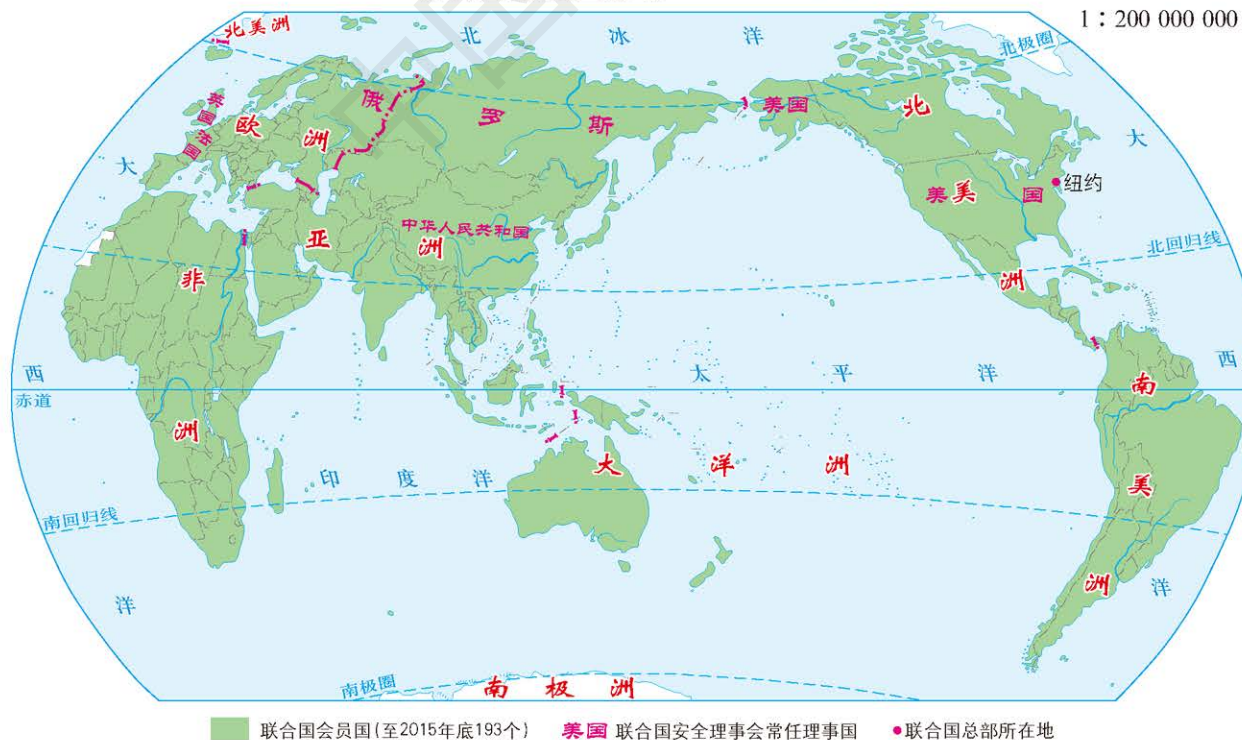 1∶200 000 000
北美洲
北冰洋
北极圈
俄罗斯
美国
英国
法国
欧洲
北美洲
大西洋
大西洋
美国
纽约
中华人民共和国
亚洲
北回归线
非洲
太平洋
赤道
南美洲
大洋洲
印度洋
南回归线
南极圈
南极洲
联合国会员国(至2015年底193个)
美国 联合国安全理事会常任理事国
联合国总部所在地
中国